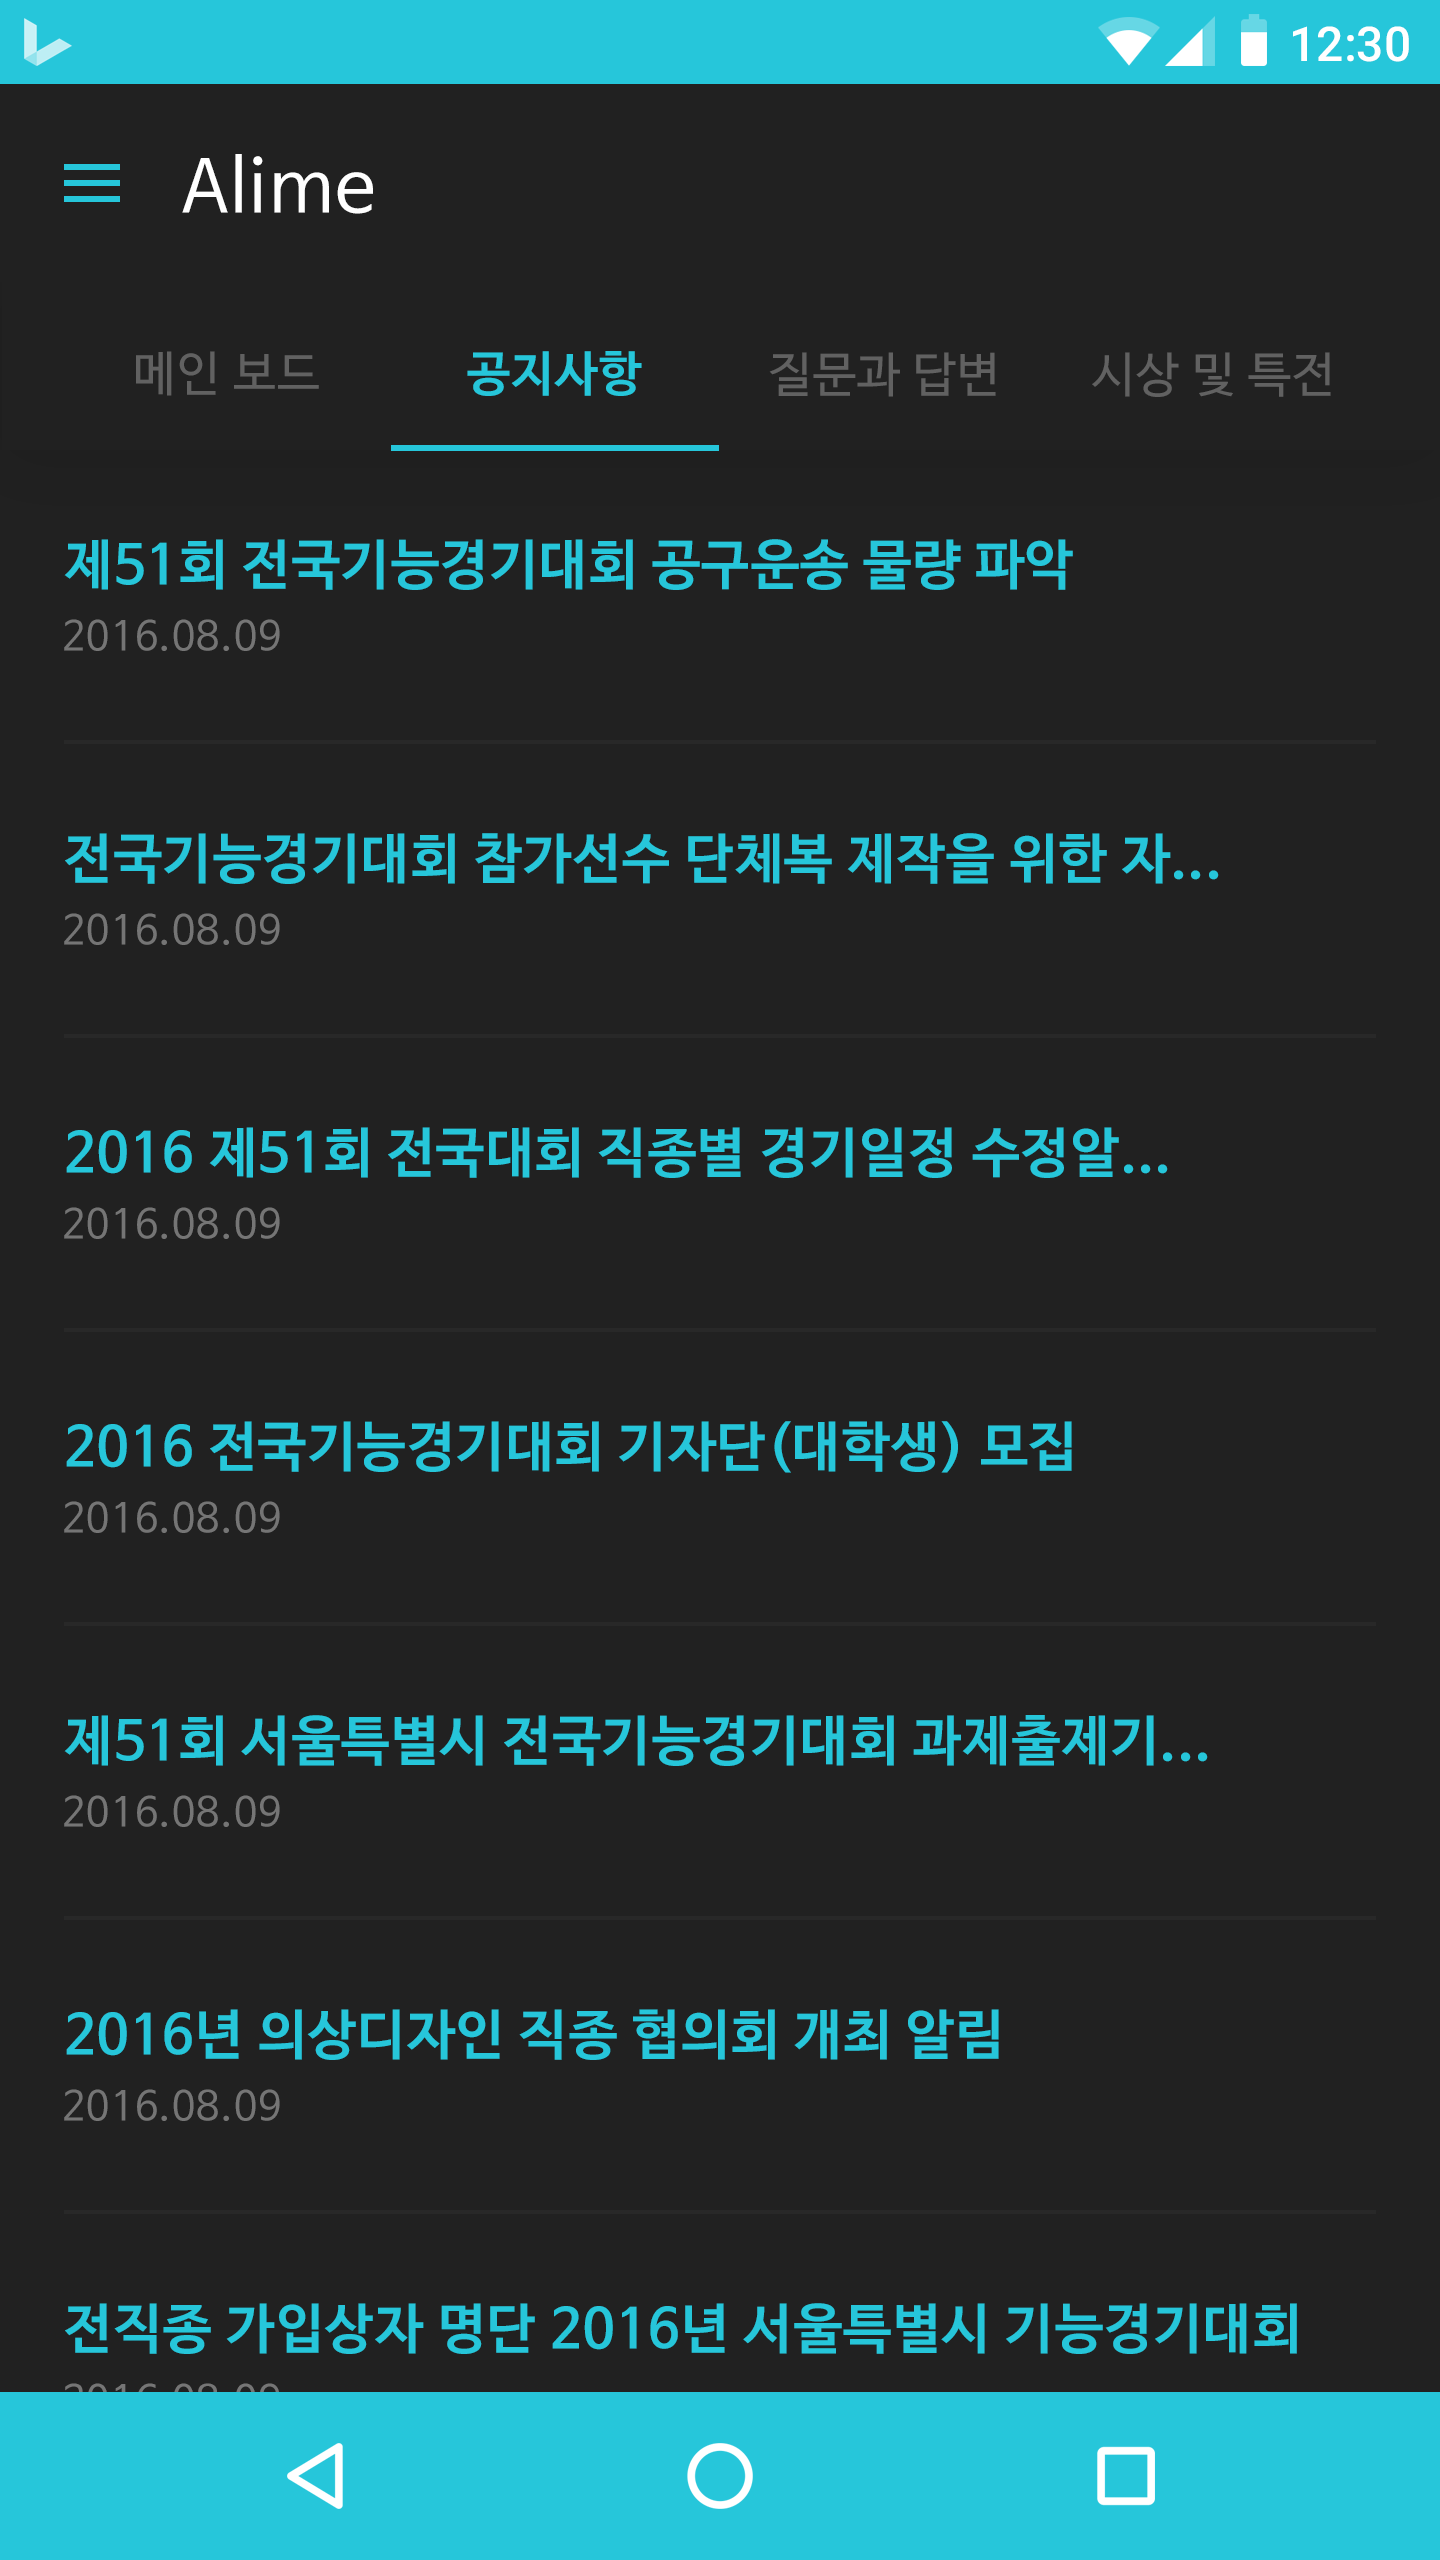 12:30
Alime
메인 보드 공지사항 질문과 답변 시상 및 특전
제51회 전국기능경기대회 공구운송 물량 파악
2016.08.09
전국기능경기대회 참가선수 단체복 제작을 위한 자...
2016.08.09
2016 제51회 전국대회 직종별 경기일정 수정알...
2016.08.09
2016 전국기능경기대회 기자단(대학생) 모집
2016.08.09
제51회 서울특별시 전국기능경기대회 과제출제기...
2016.08.09
2016년 의상디자인 직종 협의회 개최 알림
2016.08.09
전직종 가입상자 명단 2016년 서울특별시 기능경기대회